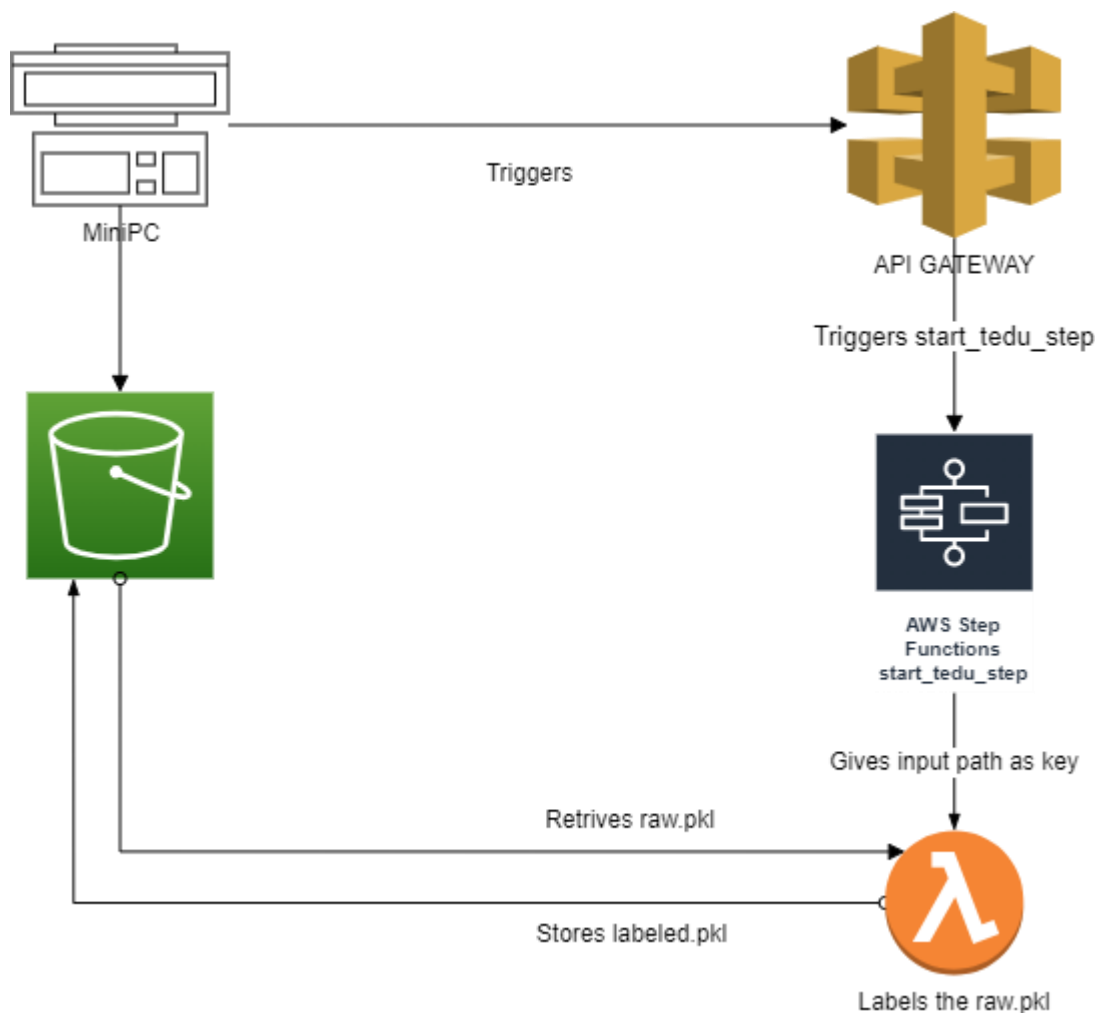 Triggers
MiniPC
API GATEWAY
Triggers start_tedu_step
AWS Step
Functions
start_tedu_step
Gives input path as key
Retrives raw.pkl
Stores labeled.pkl
Labels the raw.pkl